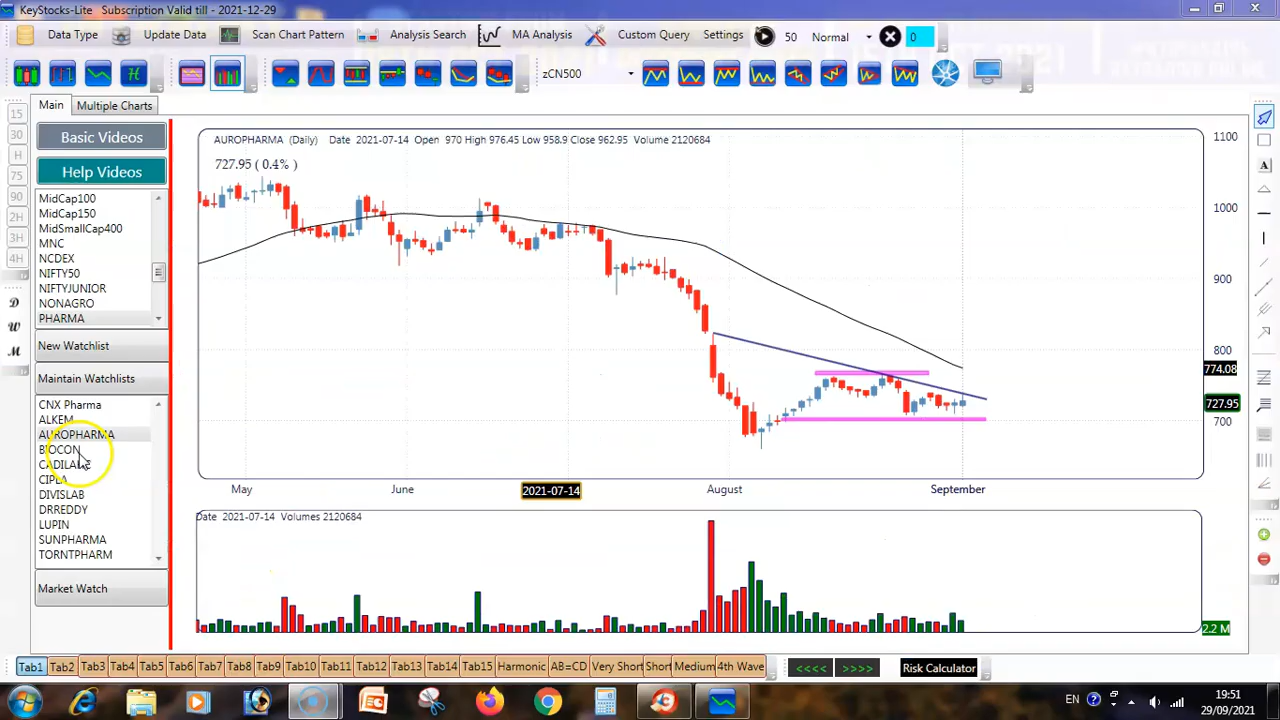 KeyStocks-Lite Subscription Valid till - 2021-12-29
Data Type Update Data Scan Chart Pattern Analysis Search MA Analysis Custom Query Settings 50 Normal 0
H zCN500
15
30
H
75
90
2H
3H
4H
D
W
M
Main Multiple Charts
Basic Videos
Help Videos
MidCap100
MidCap150
MidSmallCap400
MNC
NCDEX
NIFTY50
NIFTYJUNIOR
NONAGRO
PHARMA
New Watchlist
Maintain Watchlists
CNX Pharma
ALKEM
AUROPHARMA
BIOCON
CADILAHC
CIPLA
DIVISLAB
DRREDDY
LUPIN
SUNPHARMA
TORNTPHARM
Market Watch
AUROPHARMA (Daily) Date 2021-07-14 Open 970 High 976.45 Low 958.9 Close 962.95 Volume 2120684
727.95 ( 0.4% )
1100
1000
900
800
774.08
727.95
700
May June 2021-07-14 August September
Date 2021-07-14 Volumes 2120684
2.2 M
A
Tab1 Tab2 Tab3 Tab4 Tab5 Tab6 Tab7 Tab8 Tab9 Tab10 Tab11 Tab12 Tab13 Tab14 Tab15 Harmonic AB=CD Very Short Short Medium 4th Wave <<<< >>>> Risk Calculator
EN 19:51
29/09/2021